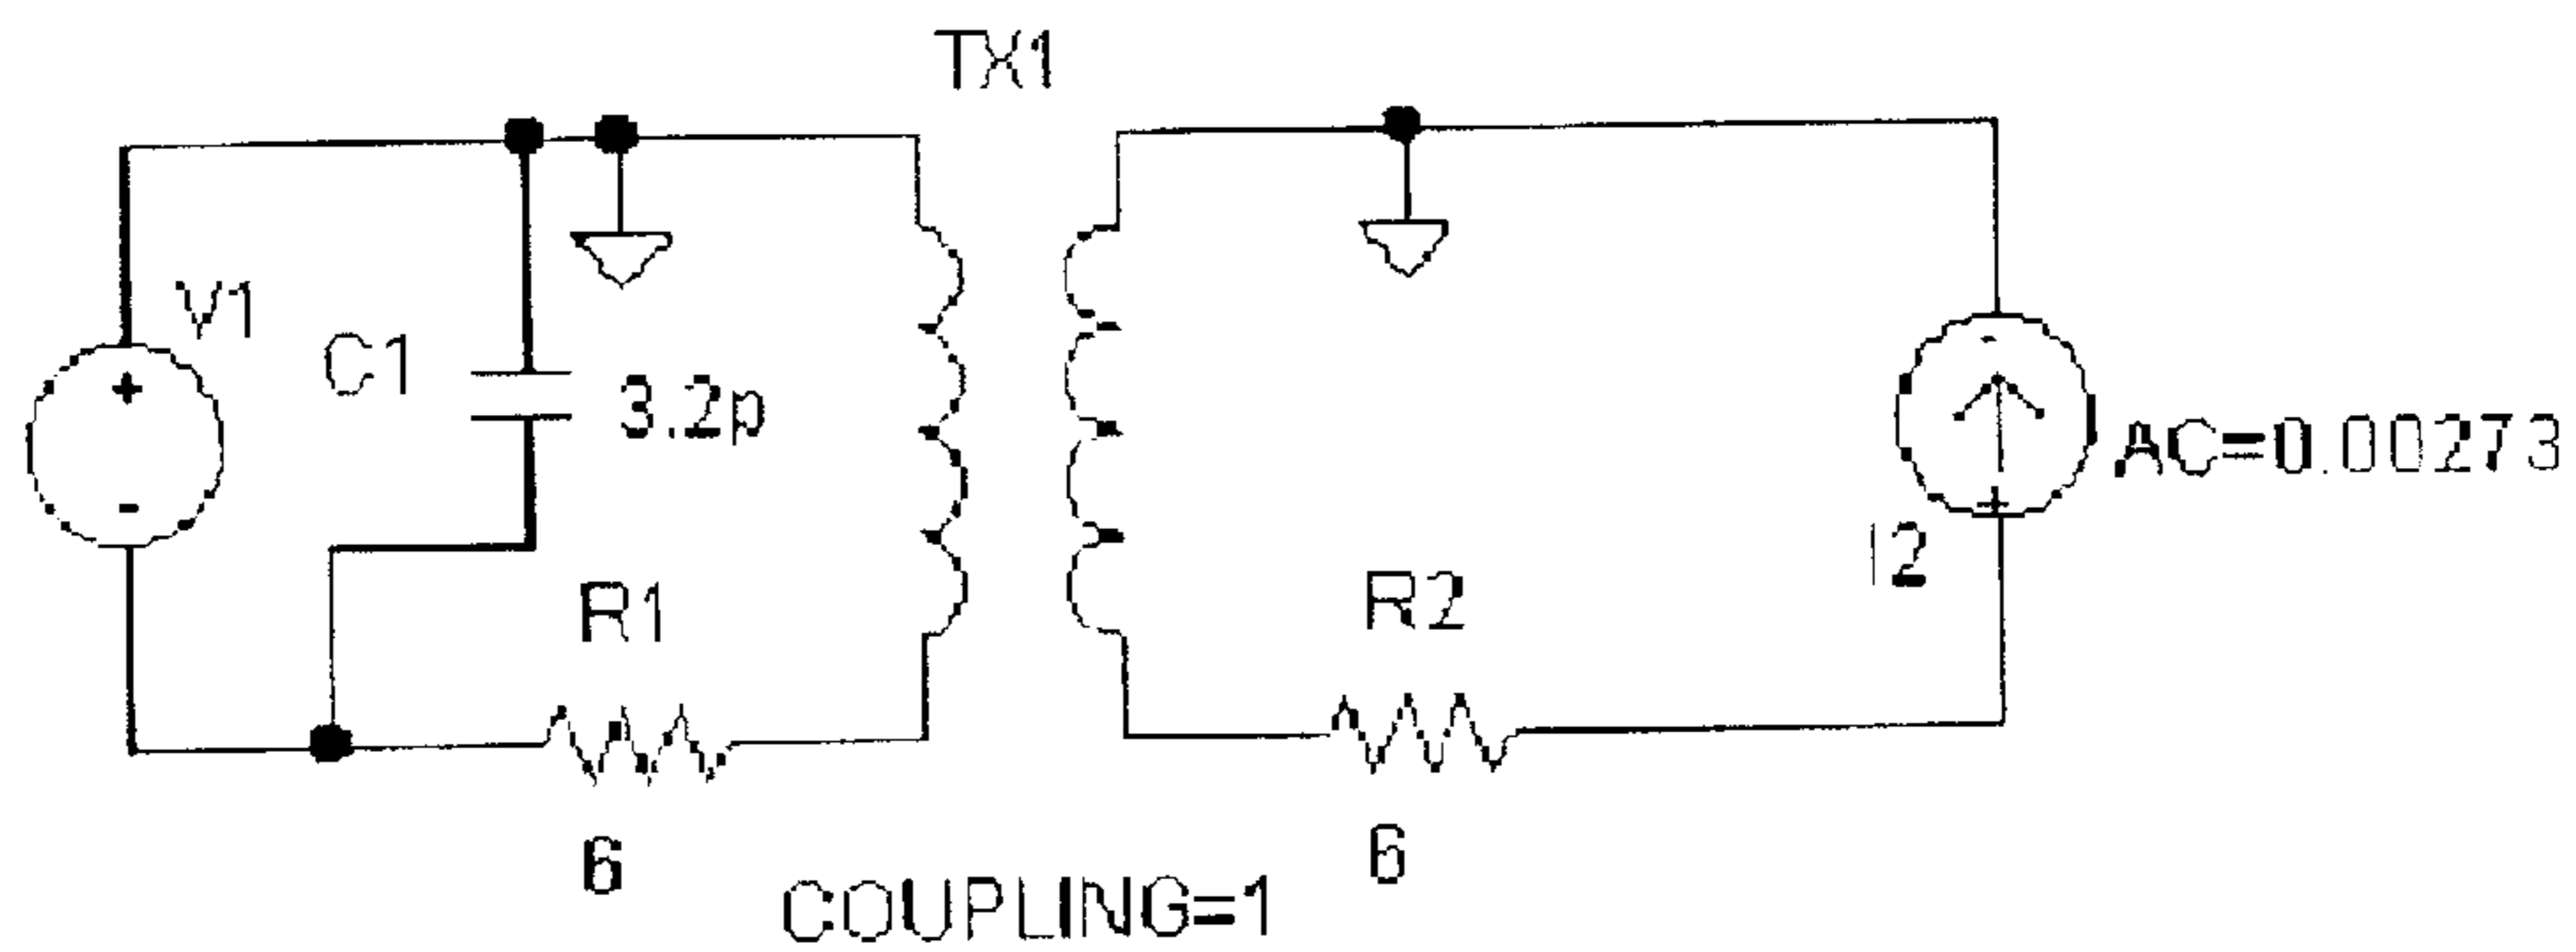 TX1
V1
+
-
C1
3.2p
R1
6
COUPLING=1
R2
6
-
+
I2
AC=0.00273